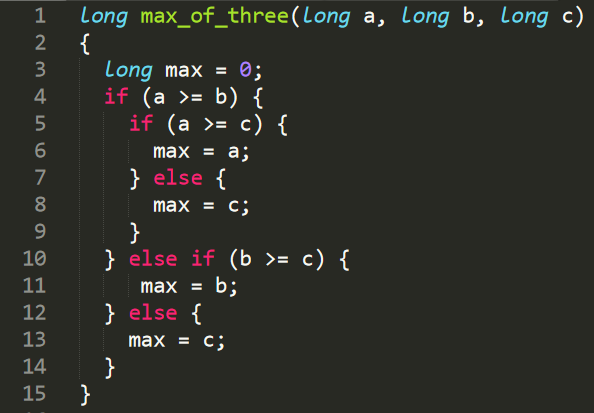 1 long max_of_three(long a, long b, long c)
2 {
3   long max = 0;
4   if (a >= b) {
5     if (a >= c) {
6       max = a;
7     } else {
8       max = c;
9     }
10   } else if (b >= c) {
11      max = b;
12   } else {
13     max = c;
14   }
15 }